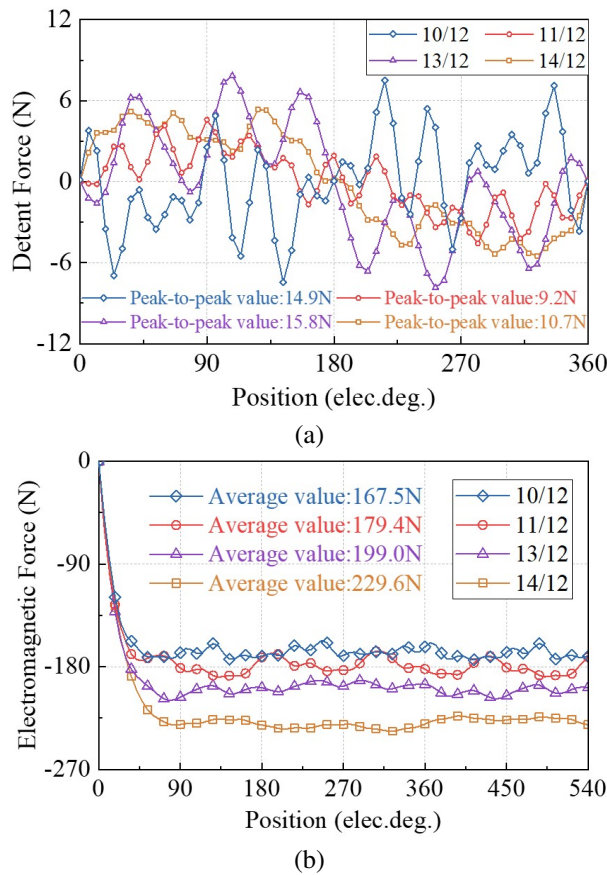 12
6
0
-6
-12
Detent Force (N)
10/12 11/12
13/12 14/12
Peak-to-peak value:14.9N Peak-to-peak value:9.2N
Peak-to-peak value:15.8N Peak-to-peak value:10.7N
0 90 180 270 360
Position (elec.deg.)
(a)
0
-90
-180
-270
Electromagnetic Force (N)
Average value:167.5N 10/12
Average value:179.4N 11/12
Average value:199.0N 13/12
Average value:229.6N 14/12
0 90 180 270 360 450 540
Position (elec.deg.)
(b)